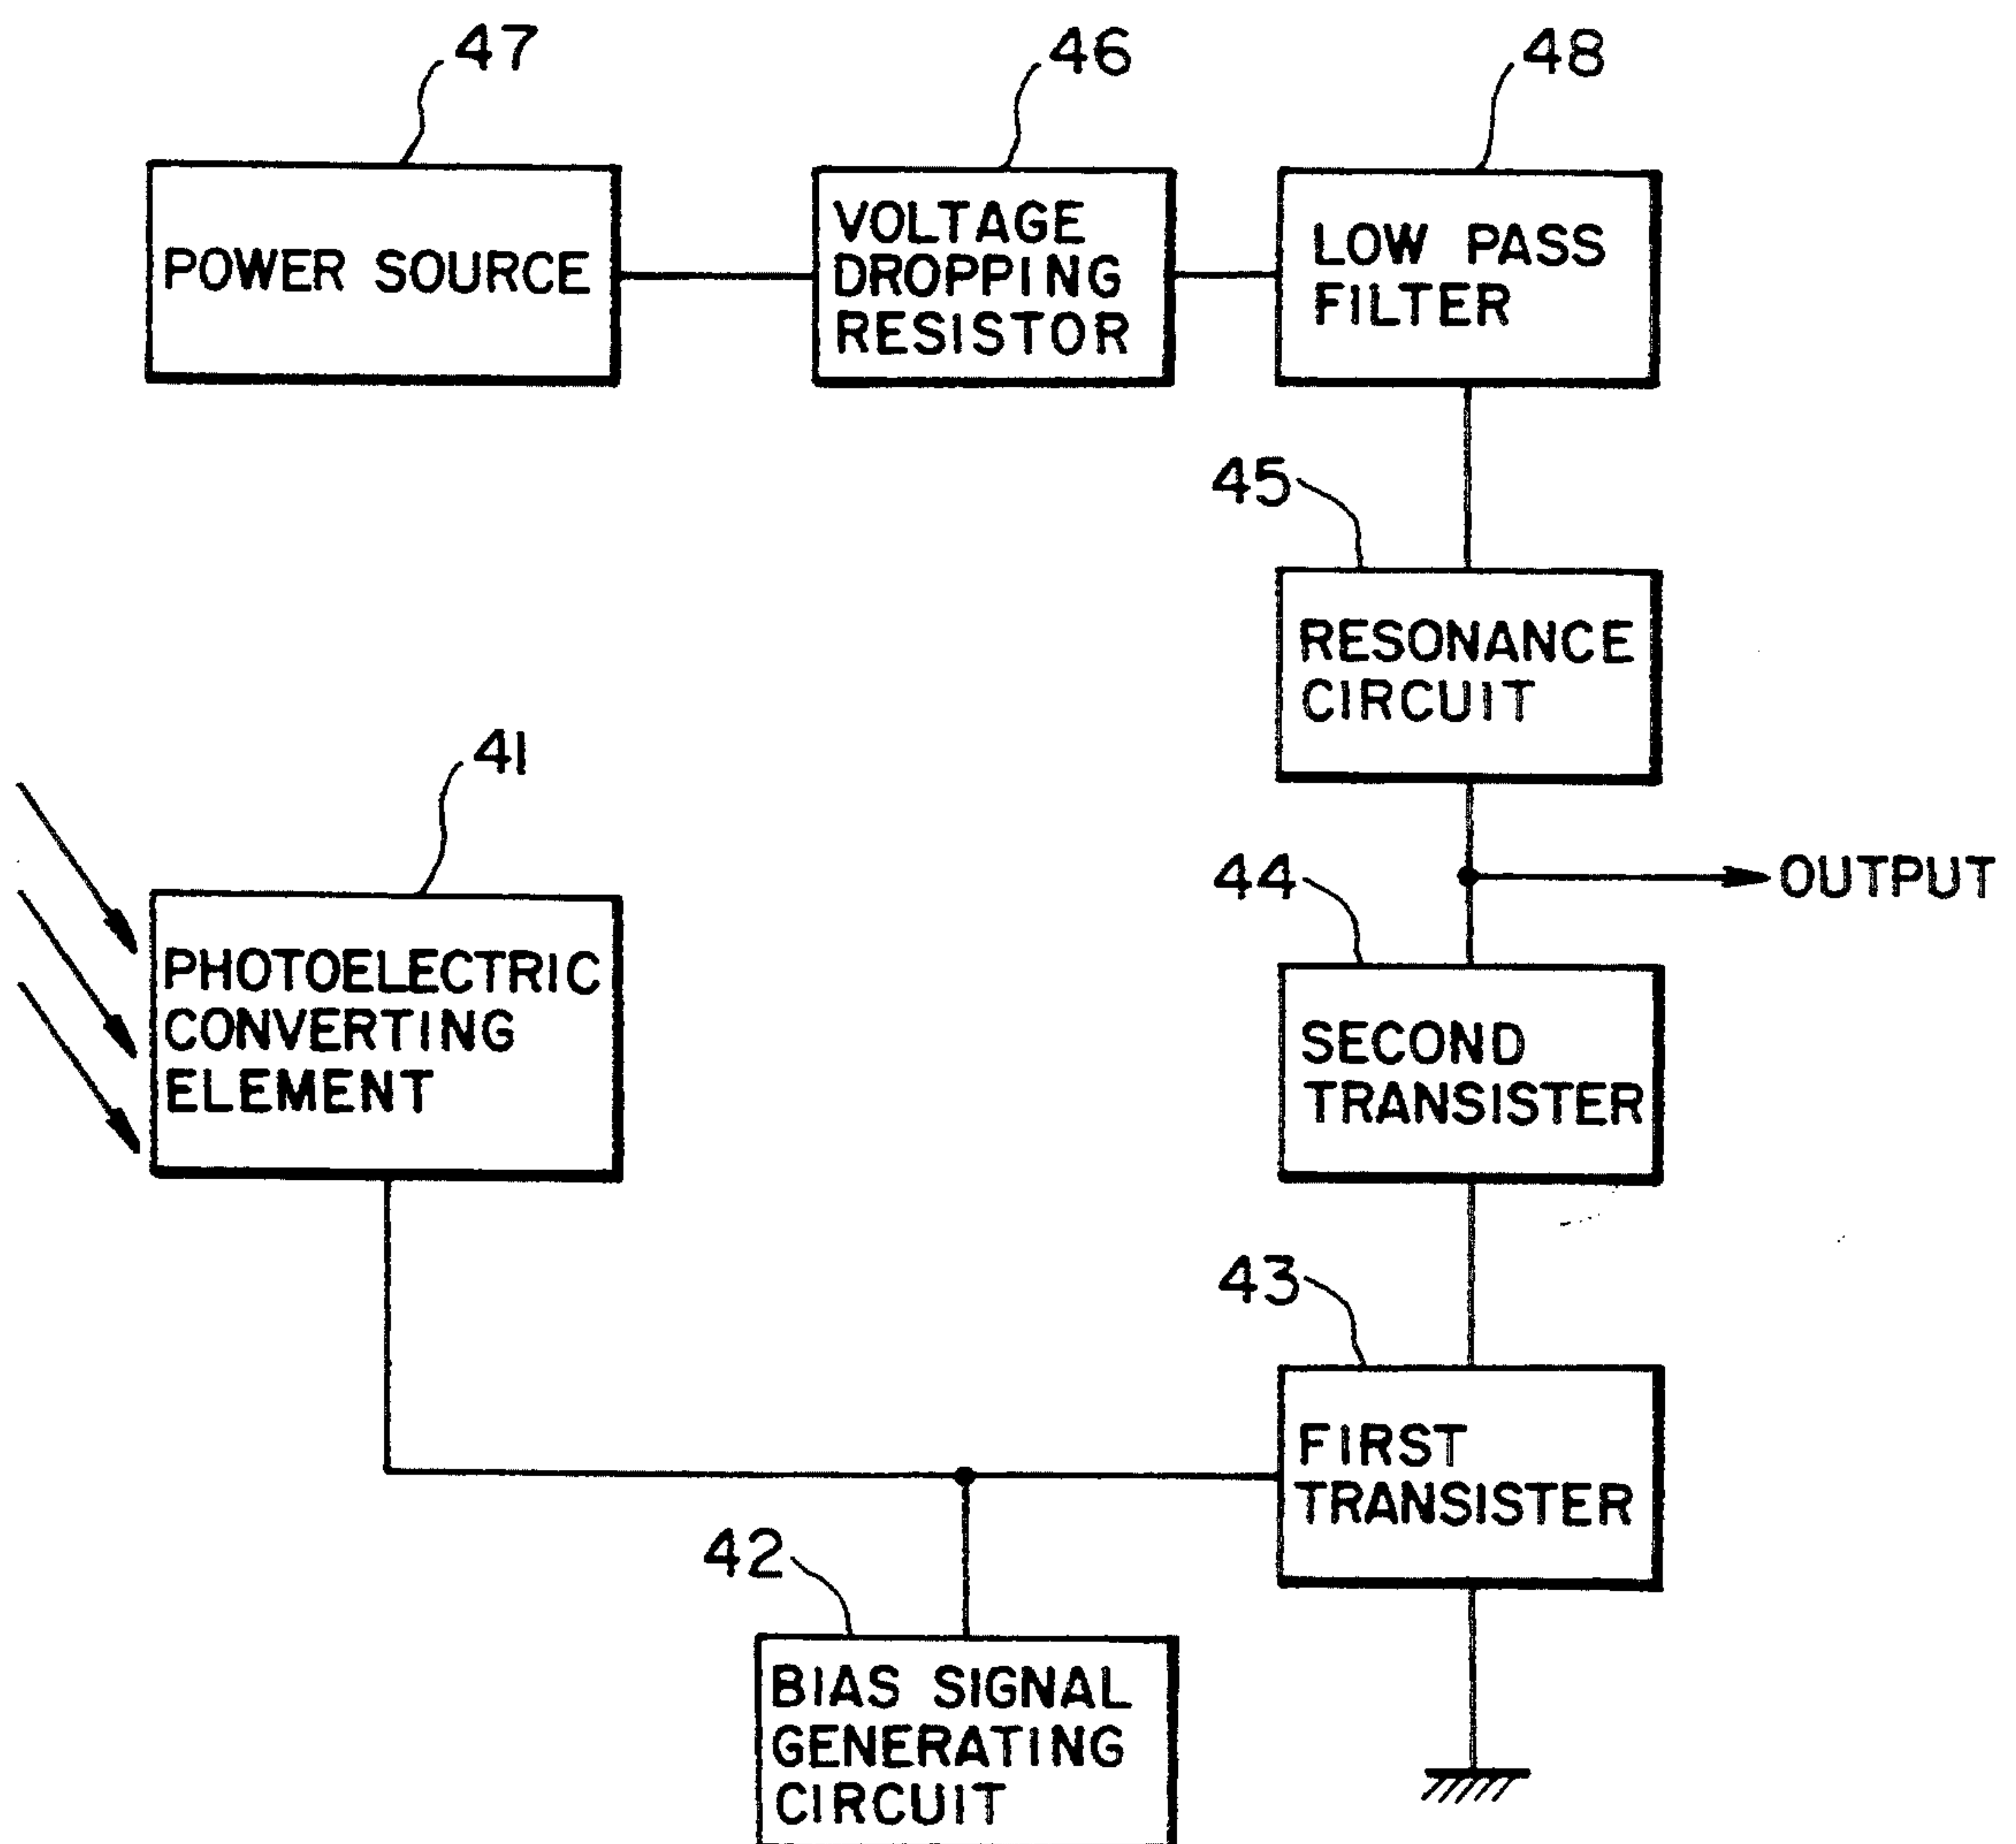 47
46
48
POWER SOURCE
VOLTAGE
DROPPING
RESISTOR
LOW PASS
FILTER
45
RESONANCE
CIRCUIT
41
44
OUTPUT
PHOTOELECTRIC
CONVERTING
ELEMENT
SECOND
TRANSISTER
43
FIRST
TRANSISTER
42
BIAS SIGNAL
GENERATING
CIRCUIT